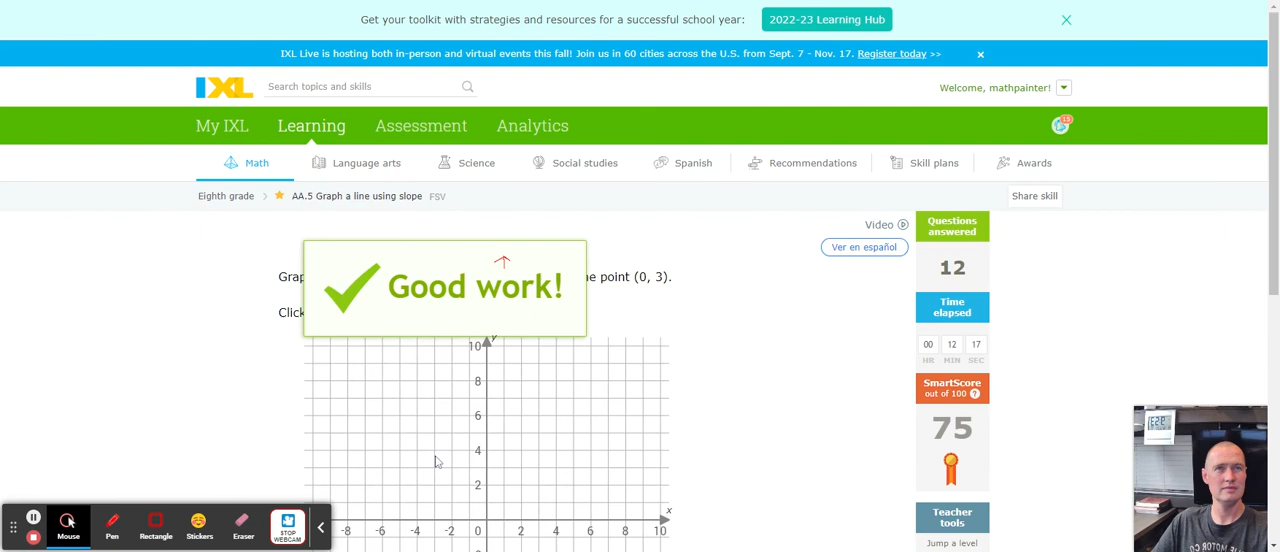 Get your toolkit with strategies and resources for a successful school year: 2022-23 Learning Hub
IXL Live is hosting both in-person and virtual events this fall! Join us in 60 cities across the U.S. from Sept. 7 - Nov. 17. Register today >>
IXL Search topics and skills Welcome, mathpainter!
My IXL Learning Assessment Analytics 15
Math Language arts Science Social studies Spanish Recommendations Skill plans Awards
Eighth grade > AA.5 Graph a line using slope FSV Share skill
Video
Ver en español
Good work!
Grap
e point (0, 3).
Click
y
10
8
6
4
2
x
-8 -6 -4 -2 0 2 4 6 8 10
Questions
answered
12
Time
elapsed
00 12 17
HR MIN SEC
SmartScore
out of 100 ?
75
Teacher
tools
Jump a level
Mouse Pen Rectangle Stickers Eraser STOP WEBCAM